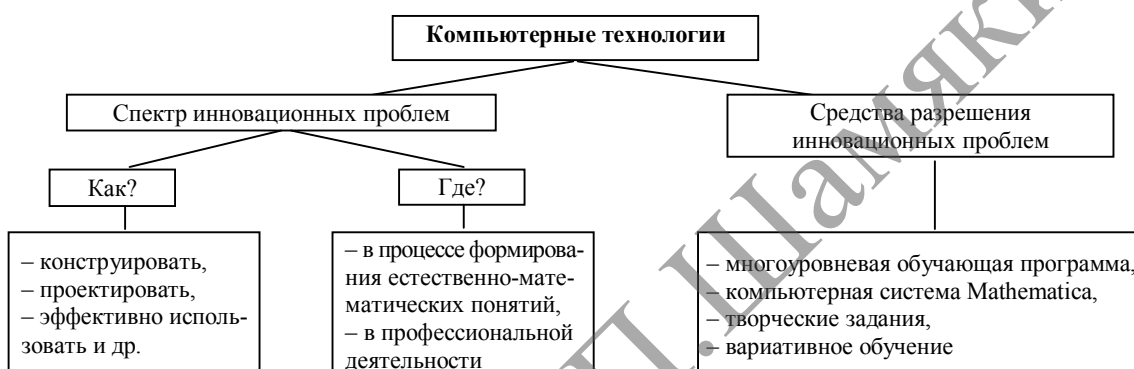 Компьютерные технологии
Спектр инновационных проблем
Средства разрешения
инновационных проблем
Как?
Где?
– конструировать,
– проектировать,
– эффективно исполь-
зовать и др.
– в процессе формирова-
ния естественно-мате-
матических понятий,
– в профессиональной
деятельности
– многоуровневая обучающая программа,
– компьютерная система Mathematica,
– творческие задания,
– вариативное обучение
П.Шамяки